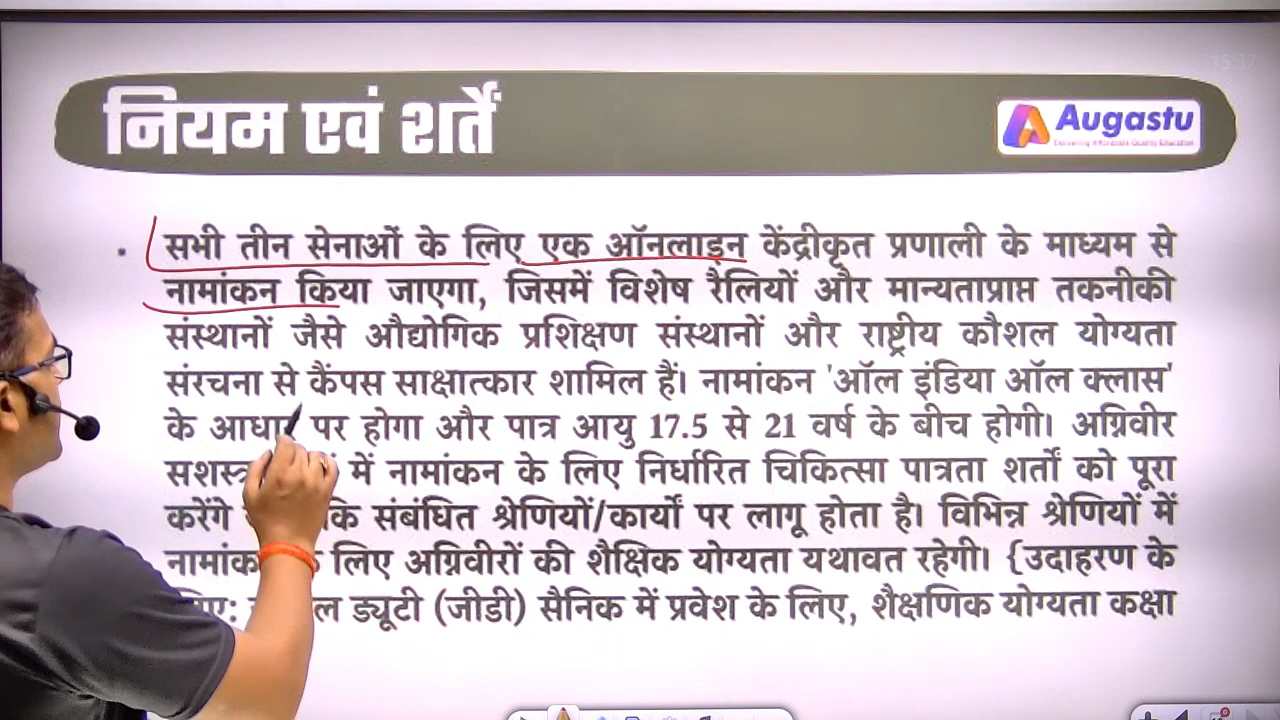 नियम एवं शर्तें
Augastu
सभी तीन सेनाओं के लिए एक ऑनलाइन केंद्रीकृत प्रणाली के माध्यम से
नामांकन किया जाएगा, जिसमें विशेष रैलियों और मान्यताप्राप्त तकनीकी
संस्थानों जैसे औद्योगिक प्रशिक्षण संस्थानों और राष्ट्रीय कौशल योग्यता
संरचना से कैंपस साक्षात्कार शामिल हैं। नामांकन 'ऑल इंडिया ऑल क्लास'
के आधार पर होगा और पात्र आयु 17.5 से 21 वर्ष के बीच होगी। अग्निवीर
में नामांकन के लिए निर्धारित चिकित्सा पात्रता शर्तों को पूरा
करेंगे संबंधित श्रेणियों/कार्यों पर लागू होता है। विभिन्न श्रेणियों में
लिए अग्निवीरों की शैक्षिक योग्यता यथावत रहेगी। {उदाहरण के
ड्यूटी (जीडी) सैनिक में प्रवेश के लिए, शैक्षणिक योग्यता कक्षा